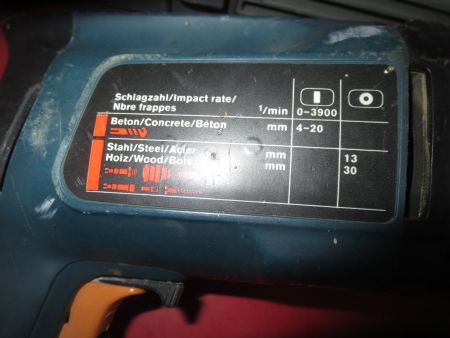 Schlagzahl/Impact rate/
Nbre frappes 1/min 0-3900
Beton/Concrete/Béton mm 4-20
Stahl/Steel/Acier mm 13
Holz/Wood/Bois mm 30